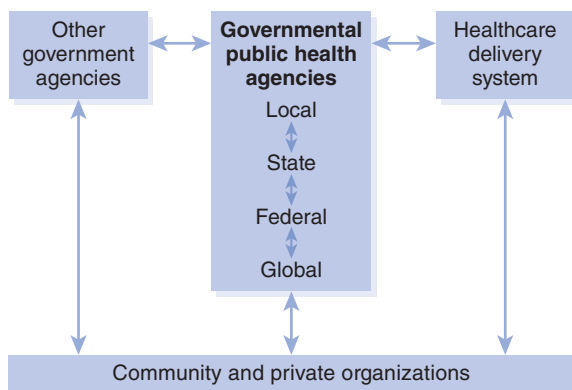 Other
government
agencies
Governmental
public health
agencies
Local
State
Federal
Global
Healthcare
delivery
system
Community and private organizations